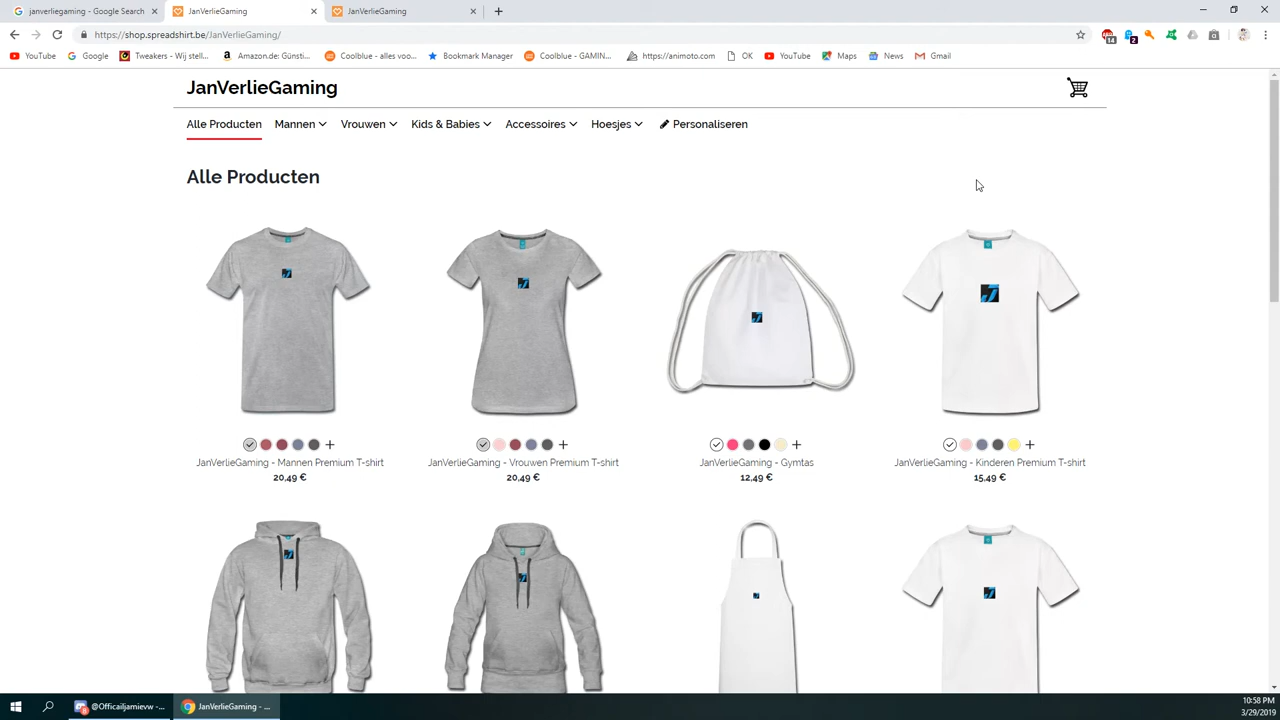 janverliegaming - Google Search
JanVerlieGaming
JanVerlieGaming
https://shop.spreadshirt.be/JanVerlieGaming/
14
2
YouTube
Google
Tweakers - Wij stell...
Amazon.de: Günsti...
Coolblue - alles voo...
Bookmark Manager
Coolblue - GAMIN...
https://animoto.com
OK
YouTube
Maps
News
Gmail
JanVerlieGaming
Alle Producten
Mannen
Vrouwen
Kids & Babies
Accessoires
Hoesjes
Personaliseren
Alle Producten
JanVerlieGaming - Mannen Premium T-shirt
20,49 €
JanVerlieGaming - Vrouwen Premium T-shirt
20,49 €
JanVerlieGaming - Gymtas
12,49 €
JanVerlieGaming - Kinderen Premium T-shirt
15,49 €
@Officailjamievw -...
JanVerlieGaming - ...
10:58 PM
3/29/2019